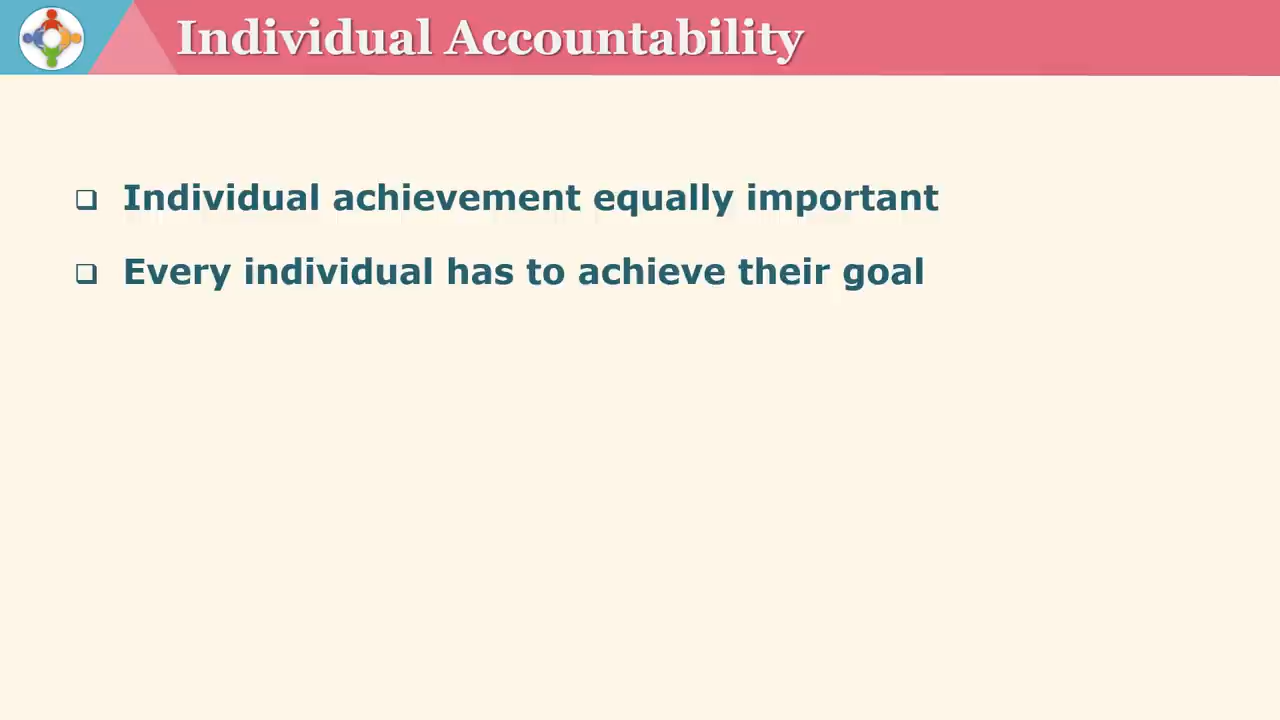 Individual Accountability
❑ Individual achievement equally important
❑ Every individual has to achieve their goal